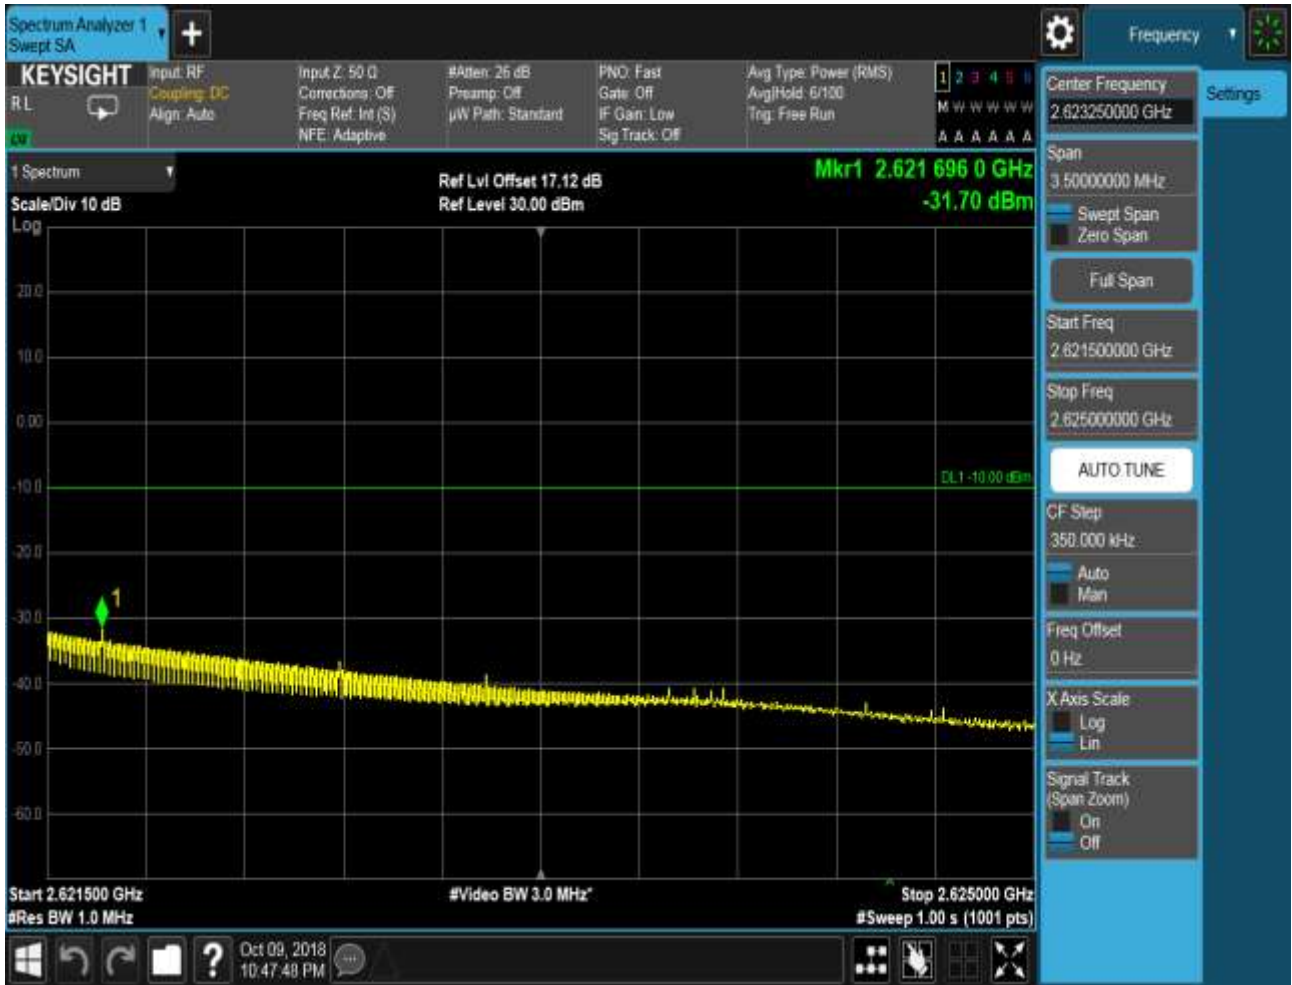 Spectrum Analyzer 1
Swept SA
+
Frequency
KEYSIGHT
RL
Input: RF
Coupling: DC
Align: Auto
Input Z: 50 Ω
Corrections: Off
Freq Ref: Int (S)
NFE: Adaptive
#Atten: 26 dB
Preamp: Off
µW Path: Standard
PNO: Fast
Gate: Off
IF Gain: Low
Sig Track: Off
Avg Type: Power (RMS)
Avg|Hold: 6/100
Trig: Free Run
1 2 3 4 5 6
M W W W W W
A A A A A A
1 Spectrum
Scale/Div 10 dB
Log
Ref Lvl Offset 17.12 dB
Ref Level 30.00 dBm
Mkr1 2.621 696 0 GHz
-31.70 dBm
20.0
10.0
0.00
-10.0
-20.0
-30.0
-40.0
-50.0
-60.0
DL1 -10.00 dBm
1
Start 2.621500 GHz
#Res BW 1.0 MHz
#Video BW 3.0 MHz*
Stop 2.625000 GHz
#Sweep 1.00 s (1001 pts)
Center Frequency
2.623250000 GHz
Settings
Span
3.50000000 MHz
Swept Span
Zero Span
Full Span
Start Freq
2.621500000 GHz
Stop Freq
2.625000000 GHz
AUTO TUNE
CF Step
350.000 kHz
Auto
Man
Freq Offset
0 Hz
X Axis Scale
Log
Lin
Signal Track
(Span Zoom)
On
Off
?
Oct 09, 2018
10:47:48 PM